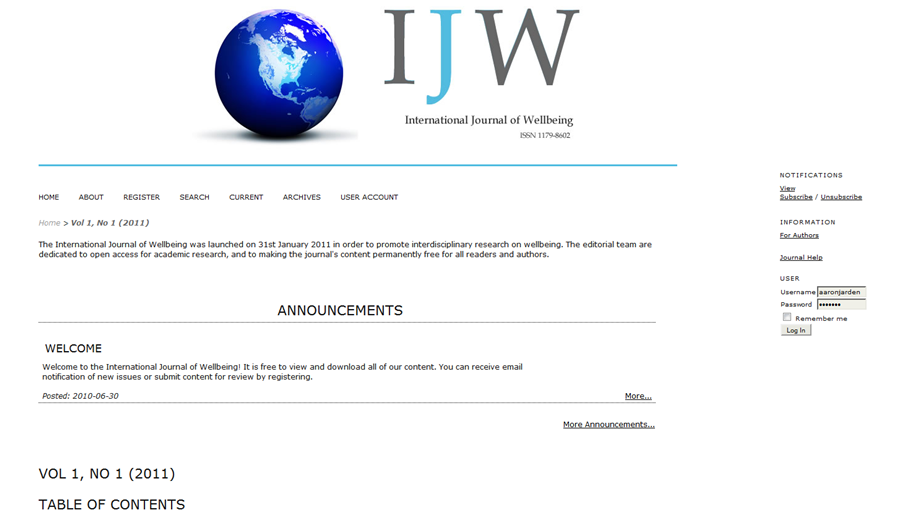 IJW
International Journal of Wellbeing
ISSN 1179-8602
HOME ABOUT REGISTER SEARCH CURRENT ARCHIVES USER ACCOUNT
Home > Vol 1, No 1 (2011)
The International Journal of Wellbeing was launched on 31st January 2011 in order to promote interdisciplinary research on wellbeing. The editorial team are
dedicated to open access for academic research, and to making the journal's content permanently free for all readers and authors.
ANNOUNCEMENTS
WELCOME
Welcome to the International Journal of Wellbeing! It is free to view and download all of our content. You can receive email
notification of new issues or submit content for review by registering.
Posted: 2010-06-30 More...
More Announcements...
VOL 1, NO 1 (2011)
TABLE OF CONTENTS
NOTIFICATIONS
View
Subscribe / Unsubscribe
INFORMATION
For Authors
Journal Help
USER
Username aaronjarden
Password •••••••
Remember me
Log In